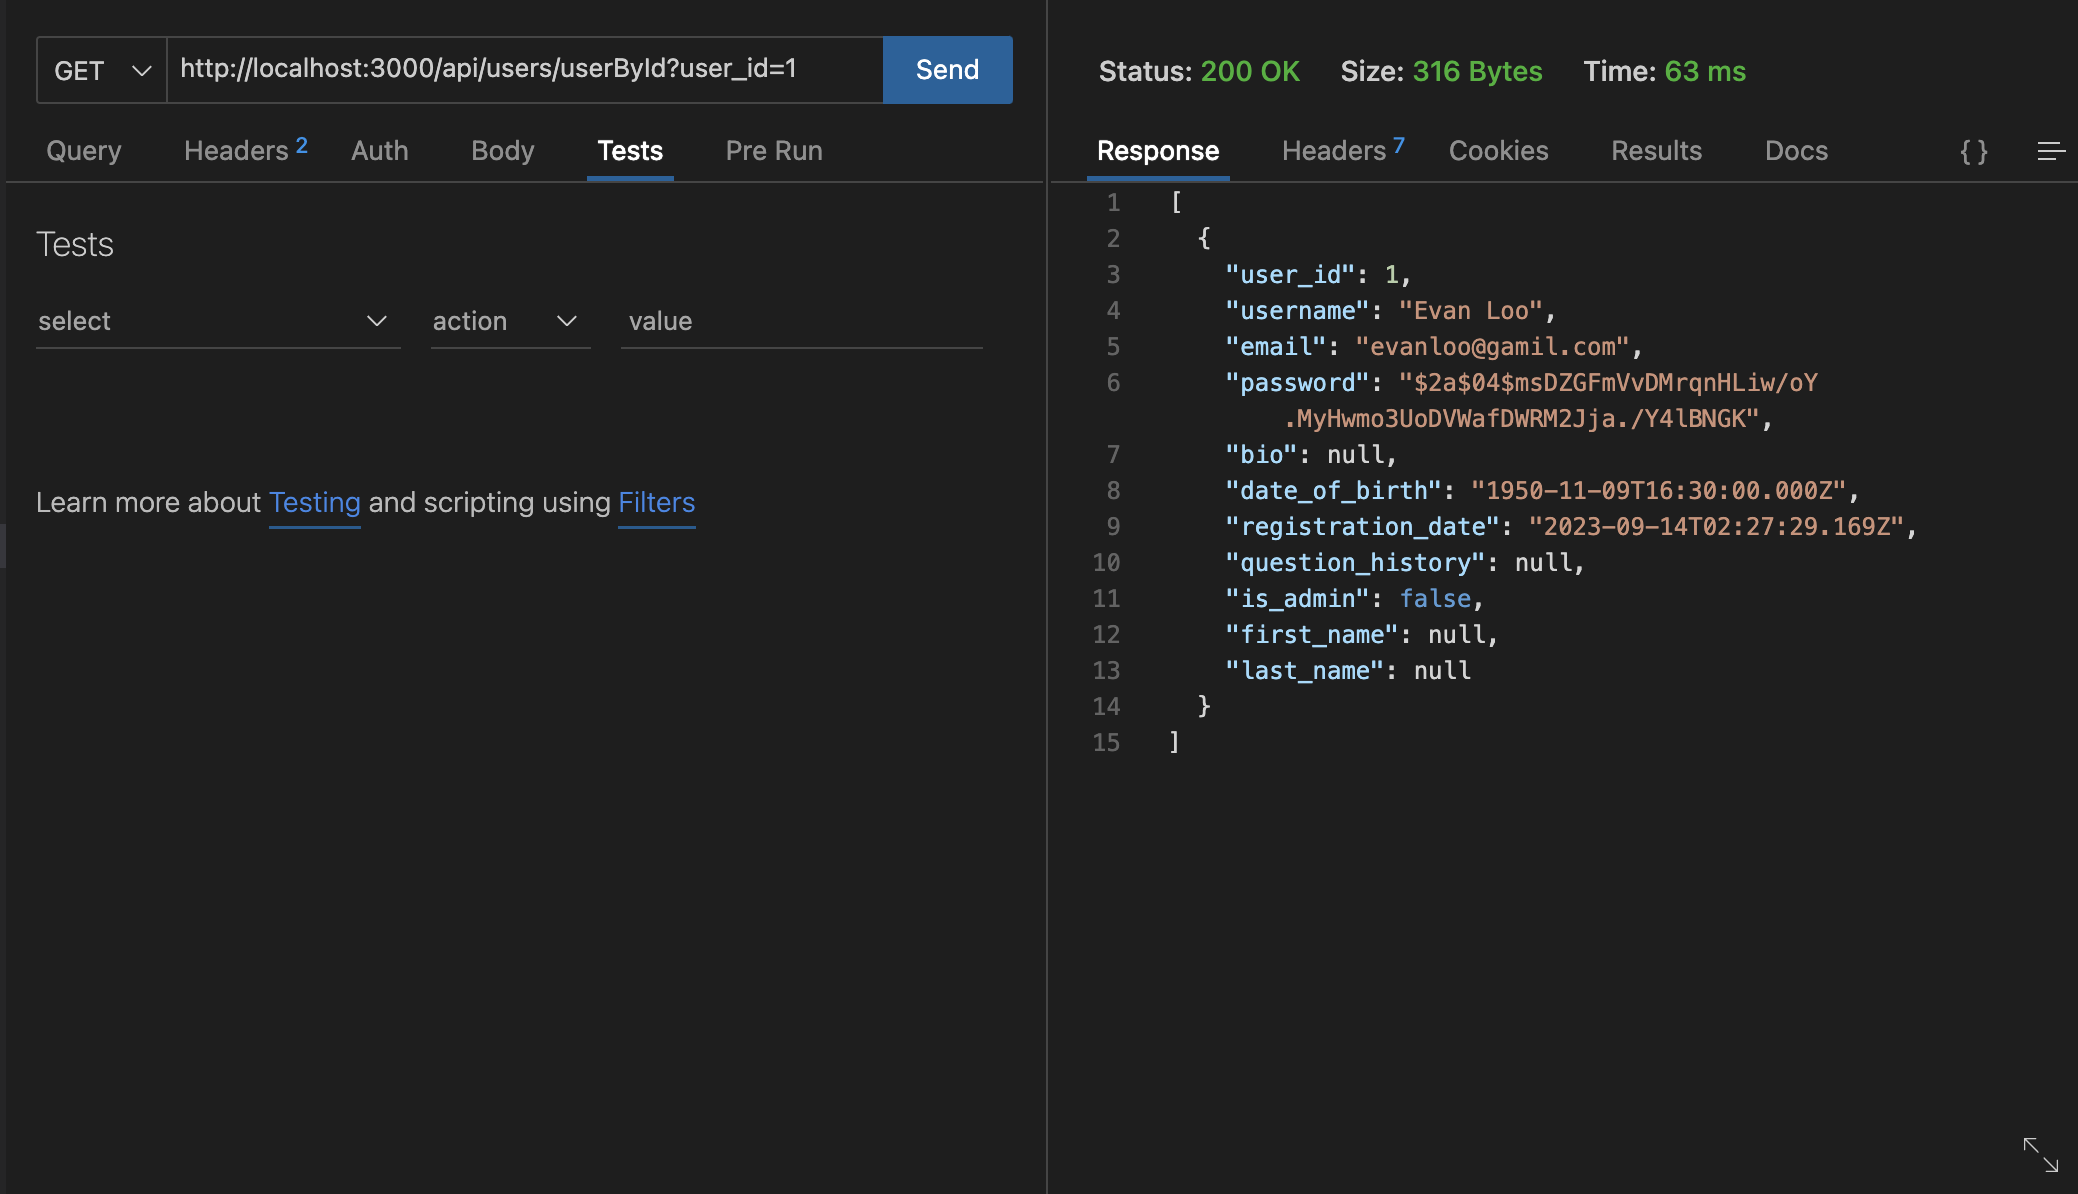 GET http://localhost:3000/api/users/userById?user_id=1 Send
Query Headers 2 Auth Body Tests Pre Run
Tests
select action value
Learn more about Testing and scripting using Filters
Status: 200 OK Size: 316 Bytes Time: 63 ms
Response Headers 7 Cookies Results Docs {}
1 [
2 {
3 "user_id": 1,
4 "username": "Evan Loo",
5 "email": "evanloo@gamil.com",
6 "password": "$2a$04$msDZGFmVvDMrqnHLiw/oY
.MyHwmo3UoDVWafDWRM2Jja./Y4lBNGK",
7 "bio": null,
8 "date_of_birth": "1950-11-09T16:30:00.000Z",
9 "registration_date": "2023-09-14T02:27:29.169Z",
10 "question_history": null,
11 "is_admin": false,
12 "first_name": null,
13 "last_name": null
14 }
15 ]